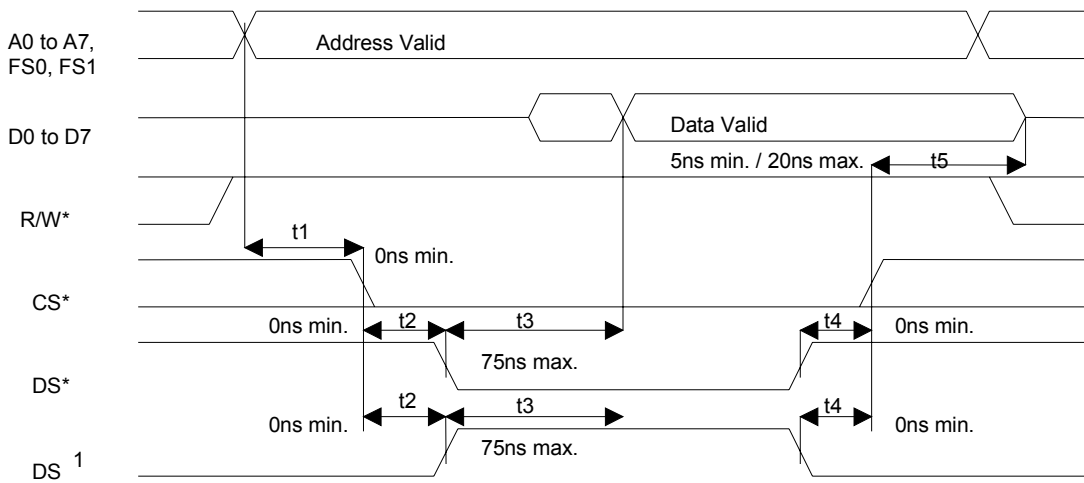 A0 to A7,
FS0, FS1
Address Valid
D0 to D7
Data Valid
5ns min. / 20ns max.
t5
R/W*
t1
0ns min.
CS*
0ns min.
t2
t3
t4
0ns min.
75ns max.
DS*
0ns min.
t2
t3
t4
0ns min.
75ns max.
DS 1